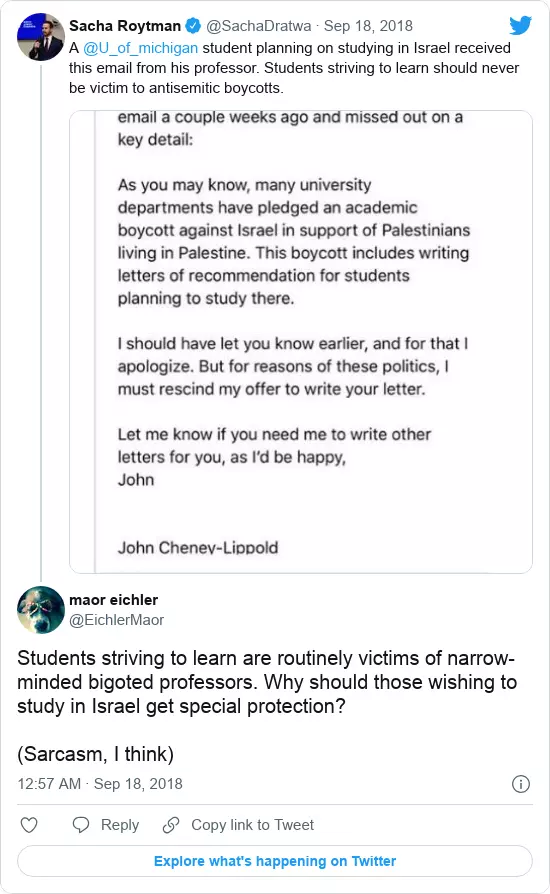 Sacha Roytman @SachaDratwa · Sep 18, 2018
A @U_of_michigan student planning on studying in Israel received
this email from his professor. Students striving to learn should never
be victim to antisemitic boycotts.
email a couple weeks ago and missed out on a
key detail:
As you may know, many university
departments have pledged an academic
boycott against Israel in support of Palestinians
living in Palestine. This boycott includes writing
letters of recommendation for students
planning to study there.
I should have let you know earlier, and for that I
apologize. But for reasons of these politics, I
must rescind my offer to write your letter.
Let me know if you need me to write other
letters for you, as I'd be happy,
John
John Cheney-Lippold
maor eichler
@EichlerMaor
Students striving to learn are routinely victims of narrow-
minded bigoted professors. Why should those wishing to
study in Israel get special protection?
(Sarcasm, I think)
12:57 AM · Sep 18, 2018
Reply
Copy link to Tweet
Explore what's happening on Twitter